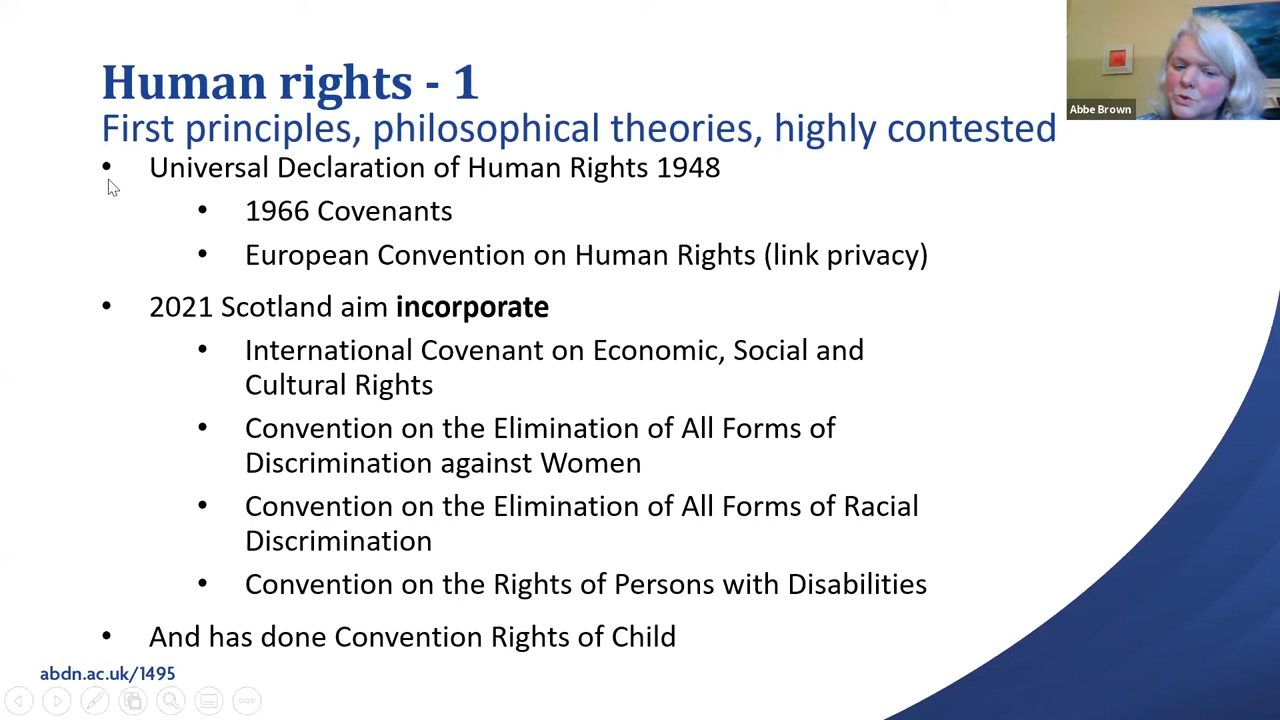 Human rights - 1
First principles, philosophical theories, highly contested
• Universal Declaration of Human Rights 1948
• 1966 Covenants
• European Convention on Human Rights (link privacy)
• 2021 Scotland aim incorporate
• International Covenant on Economic, Social and
Cultural Rights
• Convention on the Elimination of All Forms of
Discrimination against Women
• Convention on the Elimination of All Forms of Racial
Discrimination
• Convention on the Rights of Persons with Disabilities
• And has done Convention Rights of Child
abdn.ac.uk/1495
Abbe Brown